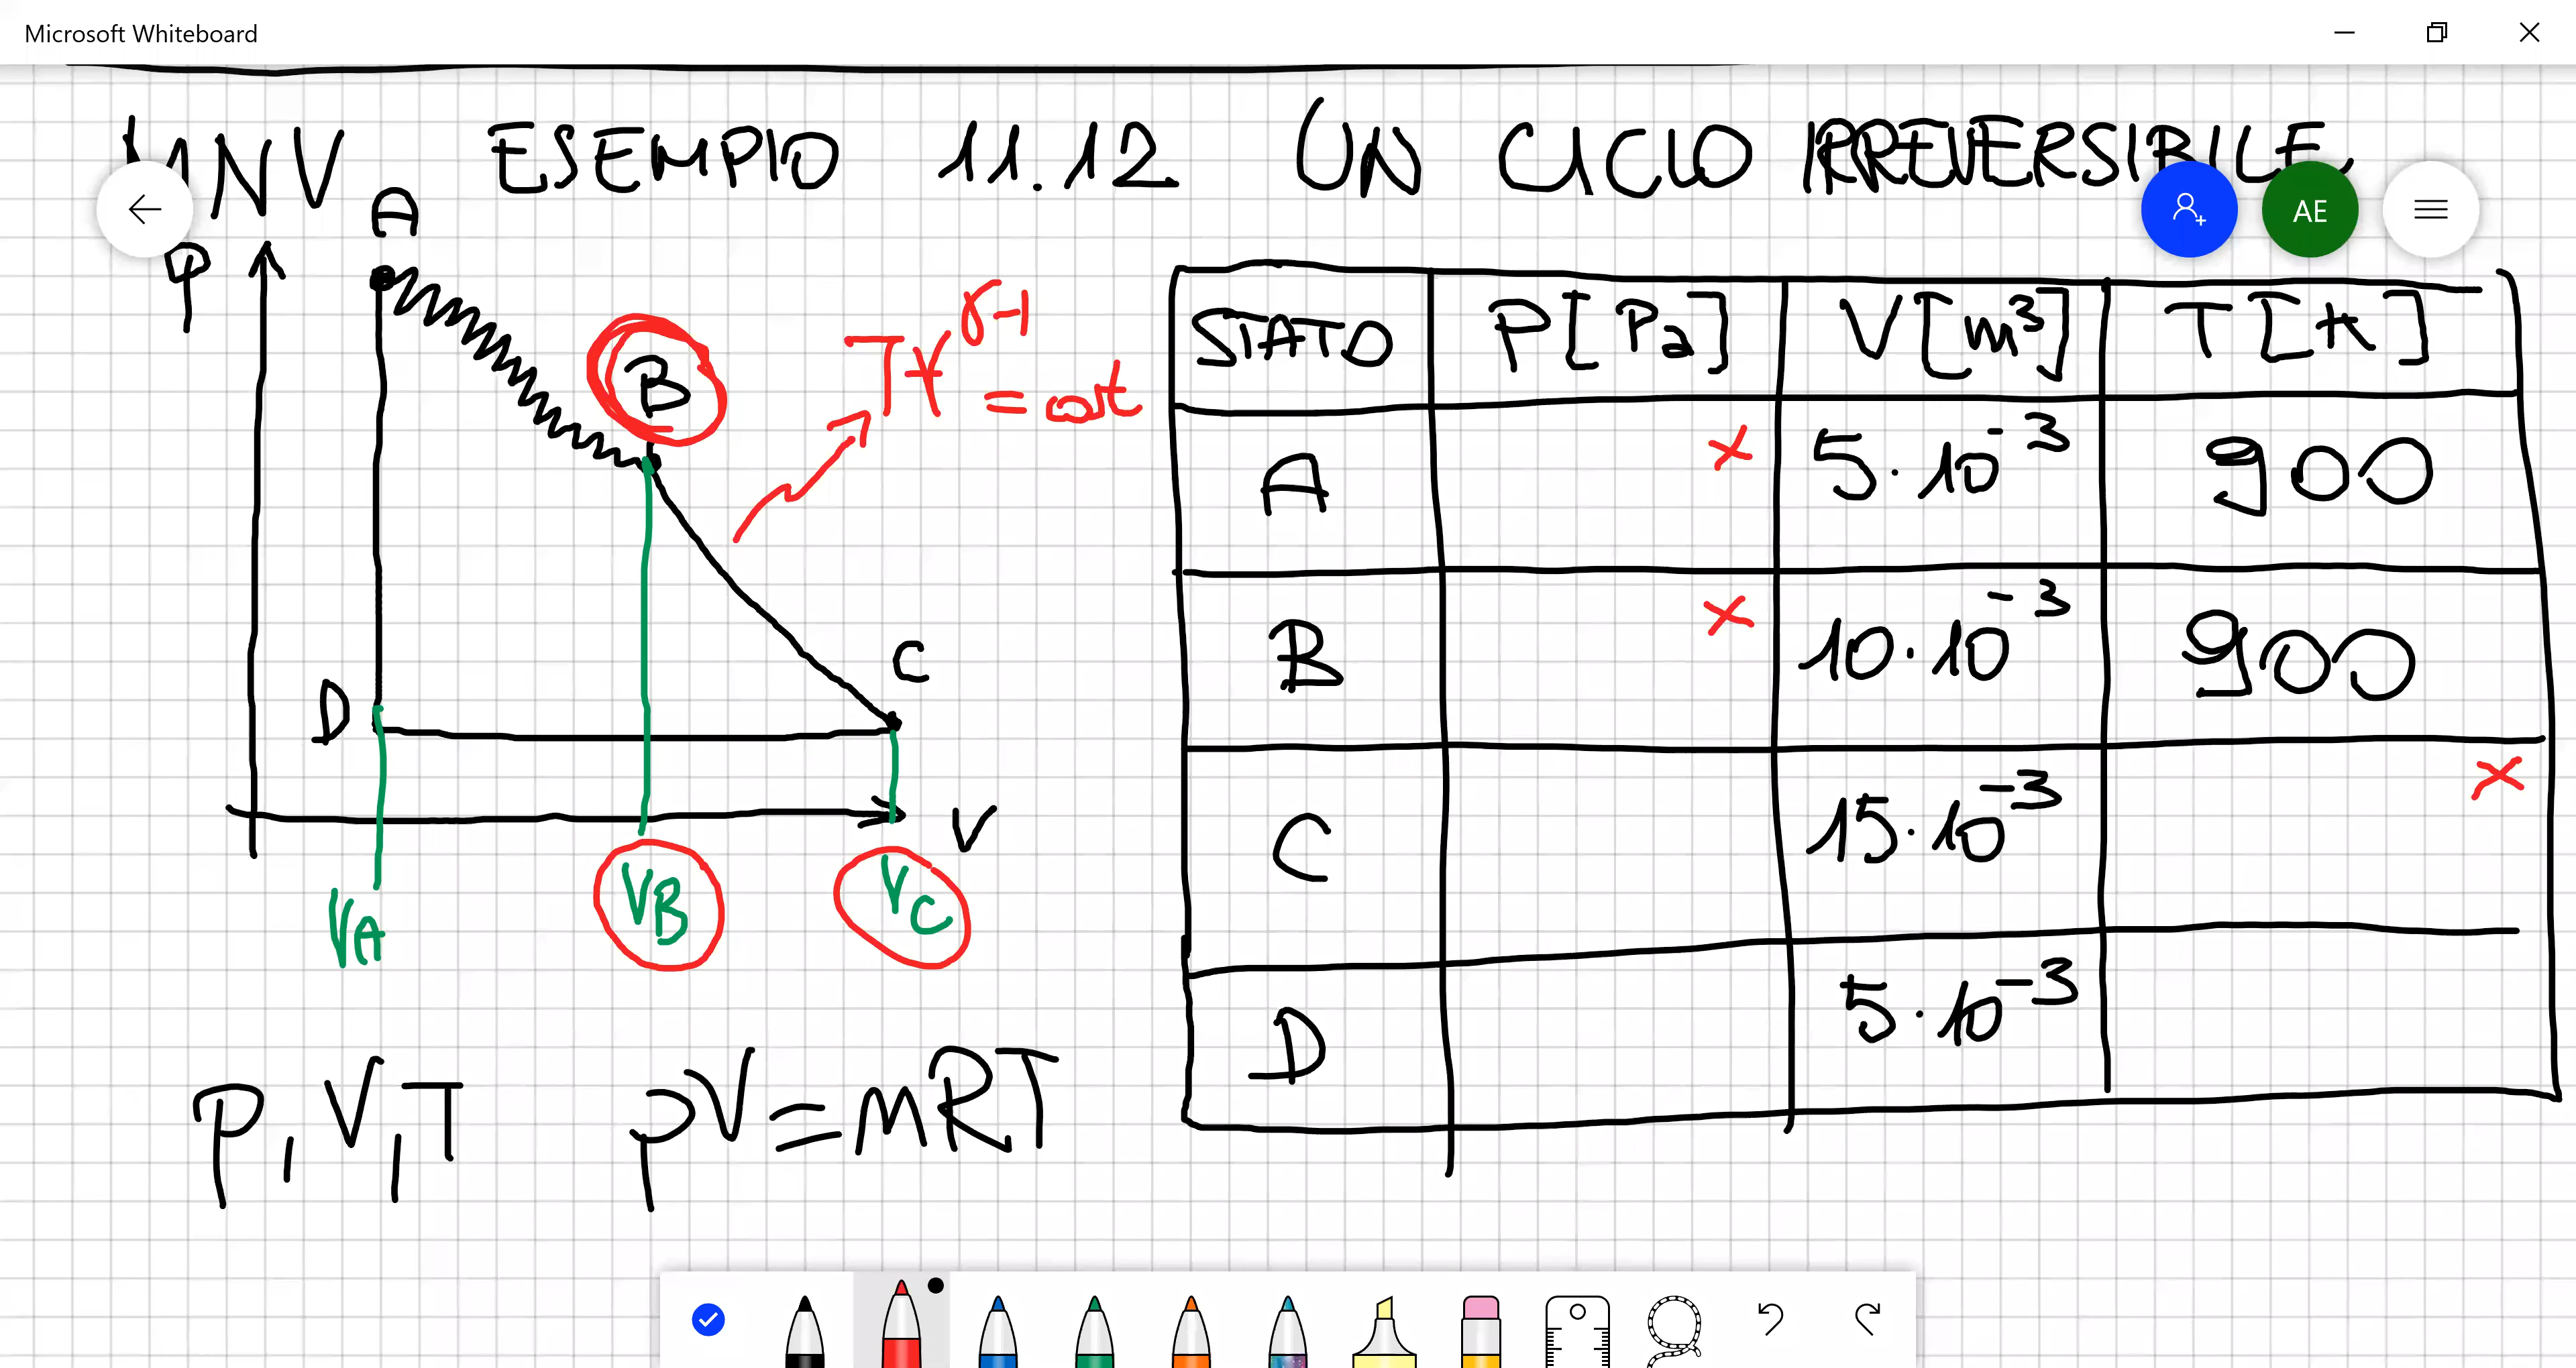 Microsoft Whiteboard
MNV ESEMPIO 11.12 UN CICLO IRREVERSIBILE
AE
P
A
B
TV^γ-1
= cost
C
D
V
VA
VB
VC
P, V, T pV=nRT
STATO P[Pa] V[m³] T[K]
A × 5·10⁻³ 900
B × 10·10⁻³ 900
C 15·10⁻³ ×
D 5·10⁻³